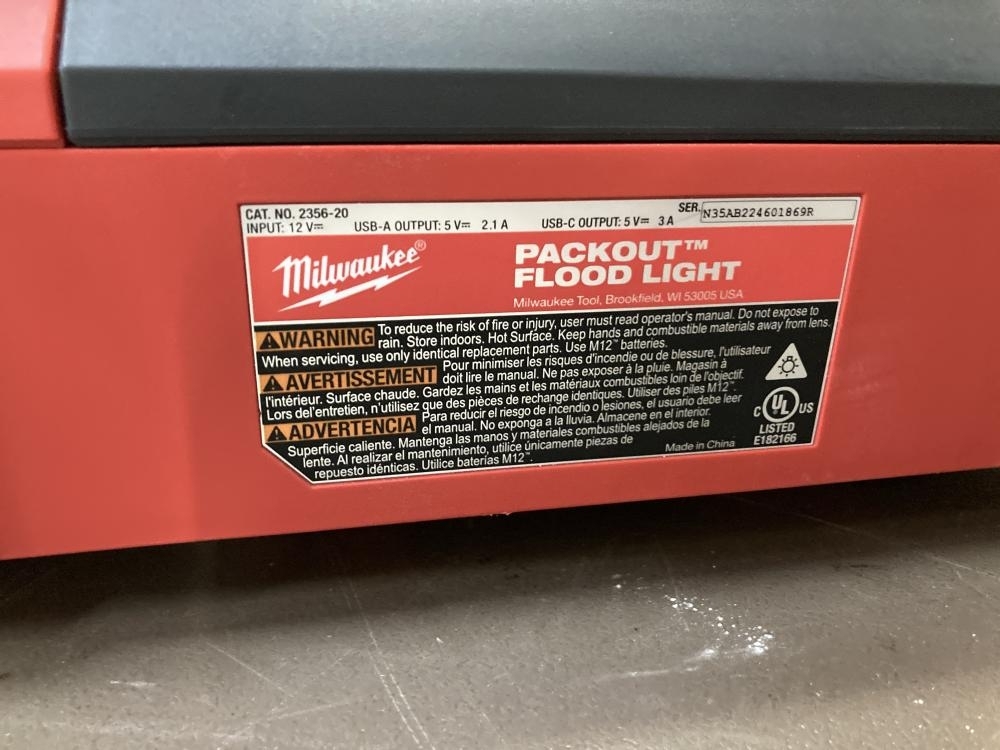 CAT. NO. 2356-20
INPUT: 12 V⎓ USB-A OUTPUT: 5 V⎓ 2.1 A USB-C OUTPUT: 5 V⎓ 3 A SER. N35AB224601869R
Milwaukee®
PACKOUT™
FLOOD LIGHT
Milwaukee Tool, Brookfield, WI 53005 USA
WARNING To reduce the risk of fire or injury, user must read operator's manual. Do not expose to
rain. Store indoors. Hot Surface. Keep hands and combustible materials away from lens.
When servicing, use only identical replacement parts. Use M12™ batteries.
AVERTISSEMENT Pour minimiser les risques d'incendie ou de blessure, l'utilisateur
doit lire le manual. Ne pas exposer à la pluie. Magasin à
l'intérieur. Surface chaude. Gardez les mains et les matériaux combustibles loin de l'objectif.
Lors del'entretien, n'utilisez que des pièces de rechange identiques. Utiliser des piles M12™.
ADVERTENCIA Para reducir el riesgo de incendio o lesiones, el usuario debe leer
el manual. No exponga a la lluvia. Almacene en el interior.
Superficie caliente. Mantenga las manos y materiales combustibles alejados de la
lente. Al realizar el mantenimiento, utilice únicamente piezas de
repuesto idénticas. Utilice baterías M12™.
Made in China
C UL US
LISTED
E182166